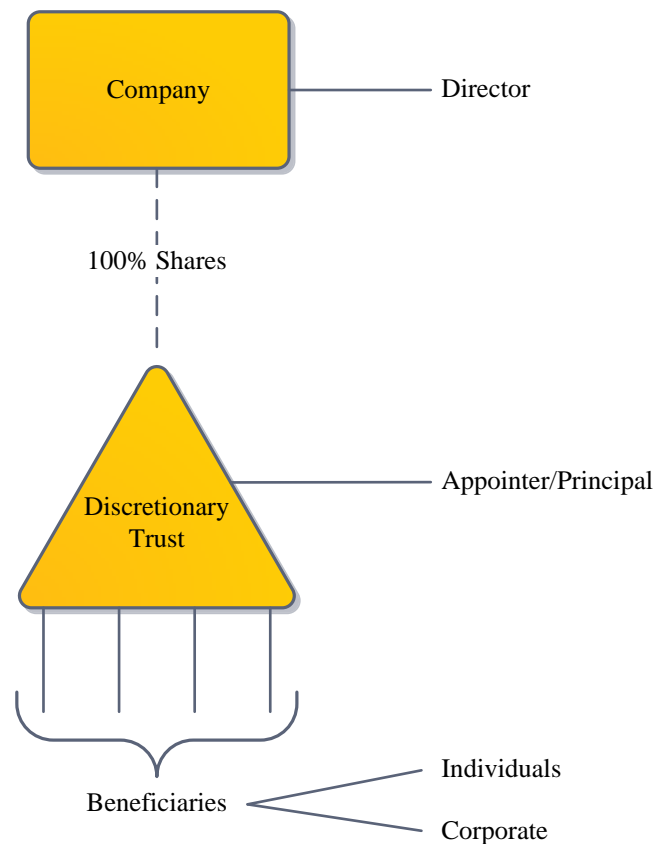 Company
Director
100% Shares
Appointer/Principal
Discretionary
Trust
Individuals
Beneficiaries
Corporate